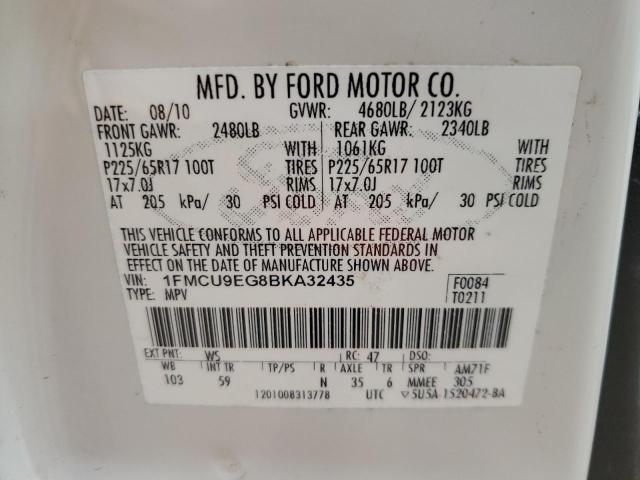 MFD. BY FORD MOTOR CO.
DATE: 08/10 GVWR: 4680LB/ 2123KG
FRONT GAWR: 2480LB REAR GAWR: 2340LB
1125KG WITH 1061KG WITH
P225/65R17 100T TIRES P225/65R17 100T TIRES
17x7.0J RIMS 17x7.0J RIMS
AT 205 kPa/ 30 PSI COLD AT 205 kPa/ 30 PSI COLD
THIS VEHICLE CONFORMS TO ALL APPLICABLE FEDERAL MOTOR
VEHICLE SAFETY AND THEFT PREVENTION STANDARDS IN
EFFECT ON THE DATE OF MANUFACTURE SHOWN ABOVE.
VIN: 1FMCU9EG8BKA32435 F0084
TYPE: MPV T0211
EXT PNT: WS RC: 47 DSO:
WB INT TR TP/PS R AXLE TR SPR AM71F
103 59 N 35 6 MMEE 305
1201008313778 UTC ▽5U5A-1520472-BA